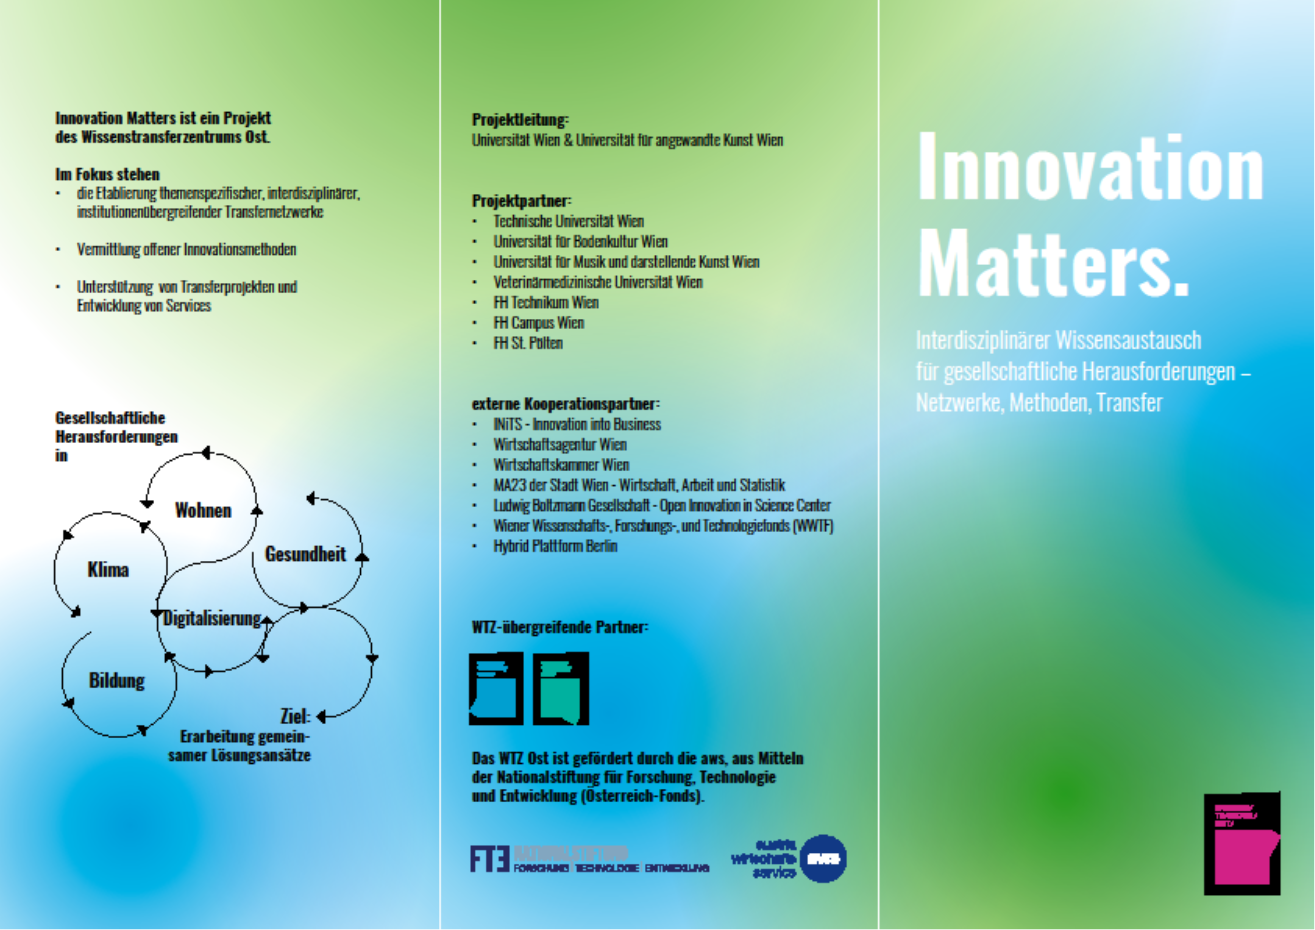 Innovation Matters ist ein Projekt
des Wissenstransferzentrums Ost.
Im Fokus stehen
• die Etablierung themenspezifischer, interdisziplinärer,
institutionenübergreifender Transfernetzwerke
• Vermittlung offener Innovationsmethoden
• Unterstützung von Transferprojekten und
Entwicklung von Services
Gesellschaftliche
Herausforderungen
in
Wohnen
Gesundheit
Klima
Digitalisierung
Bildung
Ziel:
Erarbeitung gemein-
samer Lösungsansätze
Projektleitung:
Universität Wien & Universität für angewandte Kunst Wien
Projektpartner:
• Technische Universität Wien
• Universität für Bodenkultur Wien
• Universität für Musik und darstellende Kunst Wien
• Veterinärmedizinische Universität Wien
• FH Technikum Wien
• FH Campus Wien
• FH St. Pölten
externe Kooperationspartner:
• INiTS - Innovation into Business
• Wirtschaftsagentur Wien
• Wirtschaftskammer Wien
• MA23 der Stadt Wien - Wirtschaft, Arbeit und Statistik
• Ludwig Boltzmann Gesellschaft - Open Innovation in Science Center
• Wiener Wissenschafts-, Forschungs-, und Technologiefonds (WWTF)
• Hybrid Plattform Berlin
WTZ-übergreifende Partner:
Das WTZ Ost ist gefördert durch die aws, aus Mitteln
der Nationalstiftung für Forschung, Technologie
und Entwicklung (Österreich-Fonds).
FTE NATIONALSTIFTUNG
FORSCHUNG TECHNOLOGIE ENTWICKLUNG
austria
wirtschafts
service
aws
Innovation
Matters.
Interdisziplinärer Wissensaustausch
für gesellschaftliche Herausforderungen –
Netzwerke, Methoden, Transfer